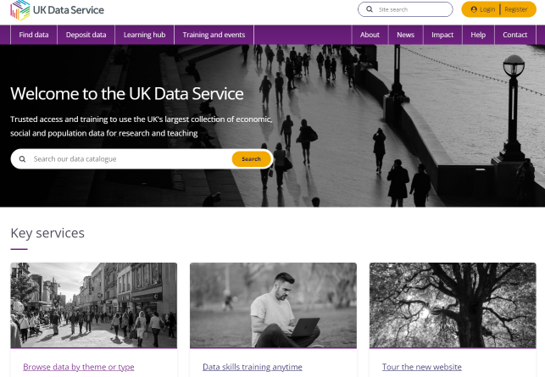 UK Data Service
Site search
Login | Register
Find data
Deposit data
Learning hub
Training and events
About
News
Impact
Help
Contact
Welcome to the UK Data Service
Trusted access and training to use the UK's largest collection of economic,
social and population data for research and teaching
Search our data catalogue
Search
Key services
Browse data by theme or type
Data skills training anytime
Tour the new website